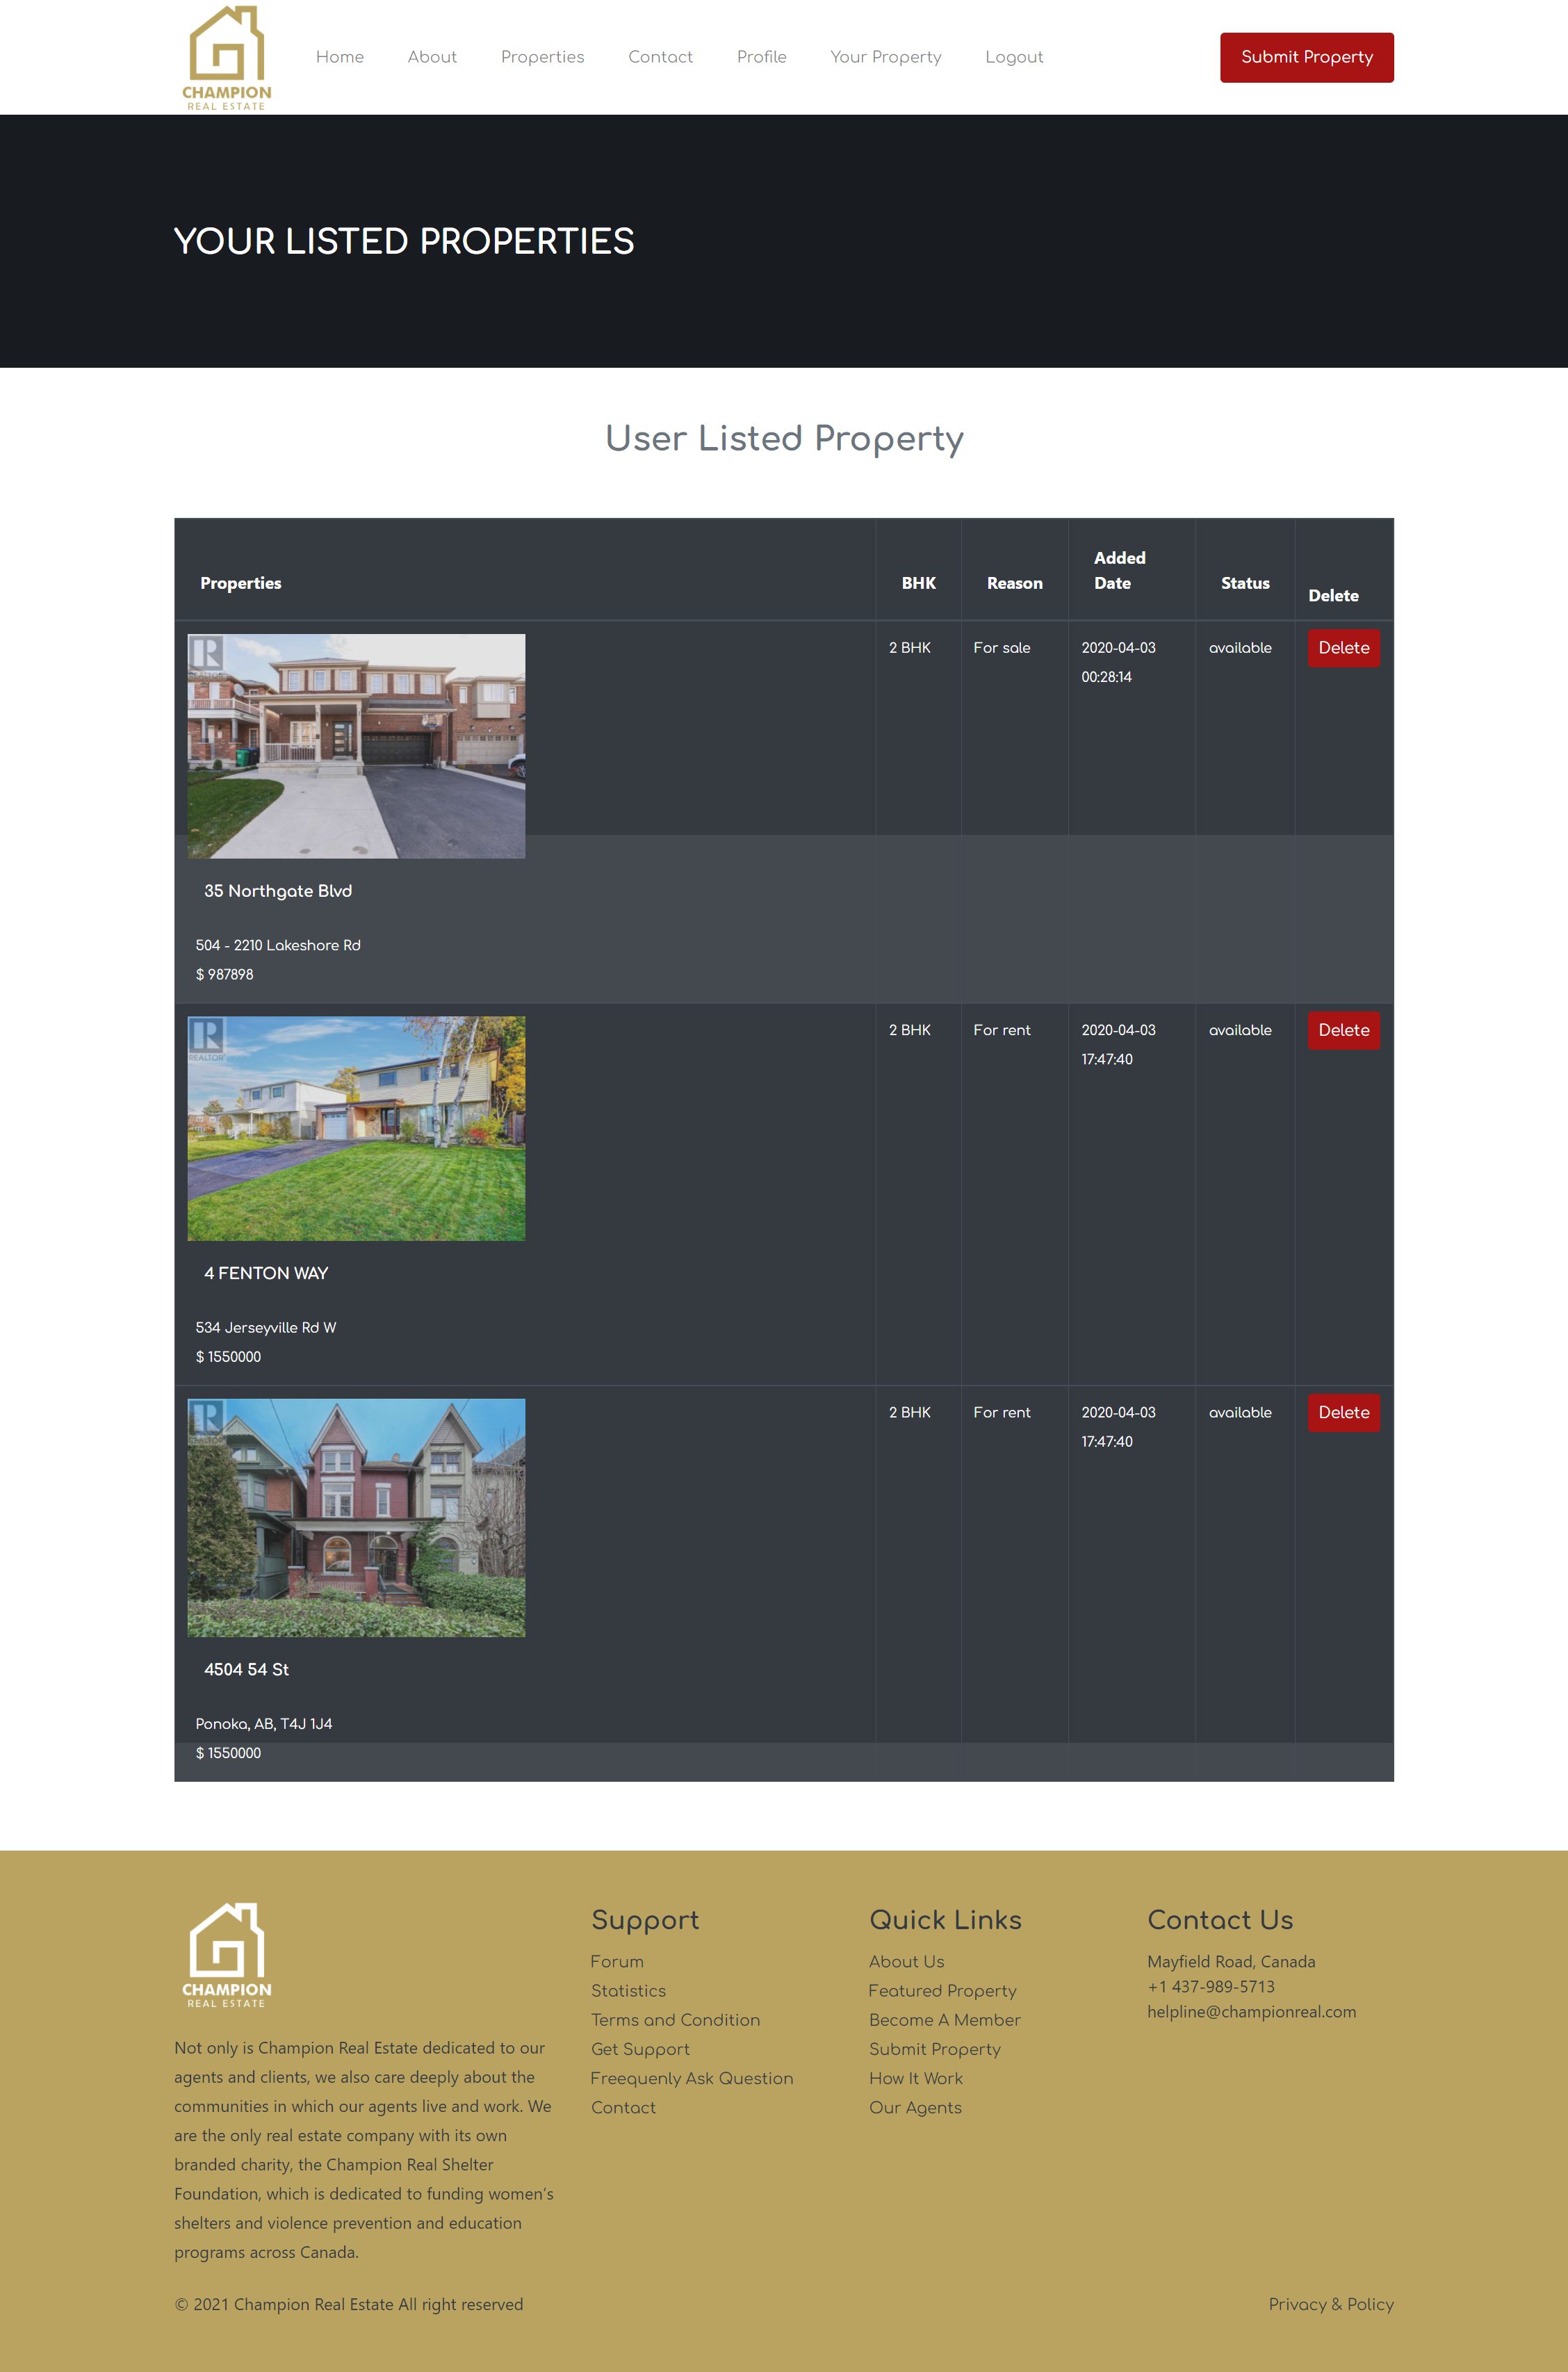 CHAMPION
REAL ESTATE
Home About Properties Contact Profile Your Property Logout Submit Property
YOUR LISTED PROPERTIES
User Listed Property
Properties BHK Reason Added Date Status Delete
REALTOR
2 BHK For sale 2020-04-03 available Delete
00:28:14
35 Northgate Blvd
504 - 2210 Lakeshore Rd
$ 987898
REALTOR
2 BHK For rent 2020-04-03 available Delete
17:47:40
4 FENTON WAY
534 Jerseyville Rd W
$ 1550000
REALTOR
2 BHK For rent 2020-04-03 available Delete
17:47:40
4504 54 St
Ponoka, AB, T4J 1J4
$ 1550000
CHAMPION
REAL ESTATE
Not only is Champion Real Estate dedicated to our
agents and clients, we also care deeply about the
communities in which our agents live and work. We
are the only real estate company with its own
branded charity, the Champion Real Shelter
Foundation, which is dedicated to funding women's
shelters and violence prevention and education
programs across Canada.
Support
Forum
Statistics
Terms and Condition
Get Support
Freequenly Ask Question
Contact
Quick Links
About Us
Featured Property
Become A Member
Submit Property
How It Work
Our Agents
Contact Us
Mayfield Road, Canada
+1 437-989-5713
helpline@championreal.com
© 2021 Champion Real Estate All right reserved
Privacy & Policy